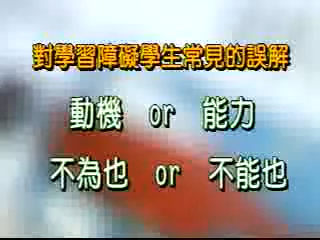 對學習障礙學生常見的誤解
動機 or 能力
不為也 or 不能也